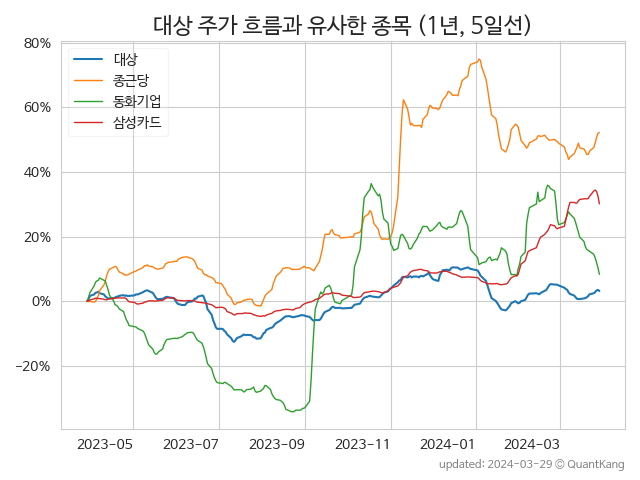 대상 주가 흐름과 유사한 종목 (1년, 5일선)
80%
60%
40%
20%
0%
−20%
대상
종근당
동화기업
삼성카드
2023-05 2023-07 2023-09 2023-11 2024-01 2024-03
updated: 2024-03-29 © QuantKang